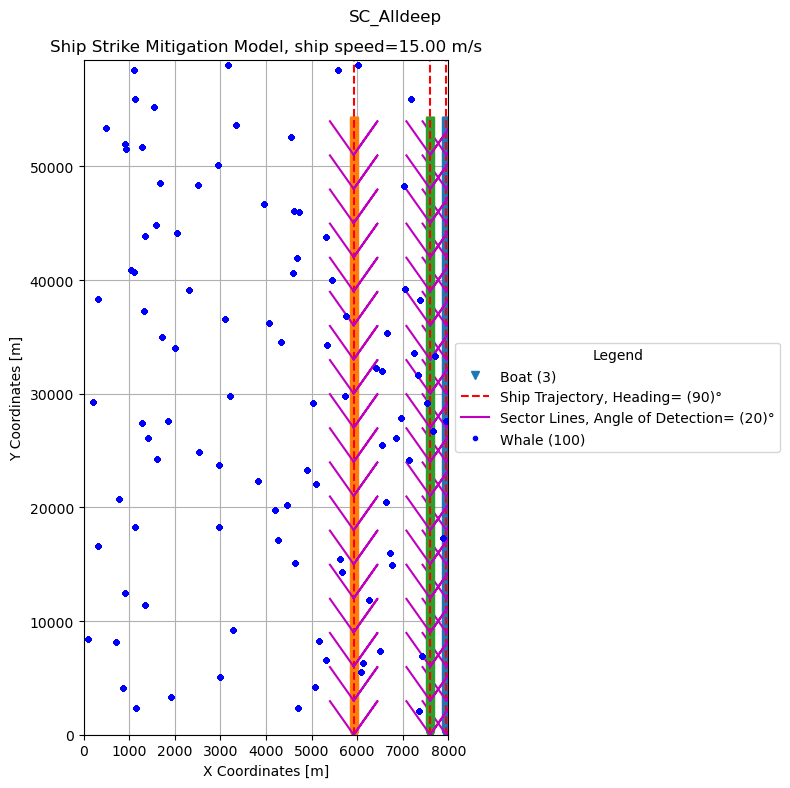 SC_Alldeep
Ship Strike Mitigation Model, ship speed=15.00 m/s
50000
40000
30000
20000
10000
0
Y Coordinates [m]
0 1000 2000 3000 4000 5000 6000 7000 8000
X Coordinates [m]
Legend
Boat (3)
Ship Trajectory, Heading= (90)°
Sector Lines, Angle of Detection= (20)°
Whale (100)